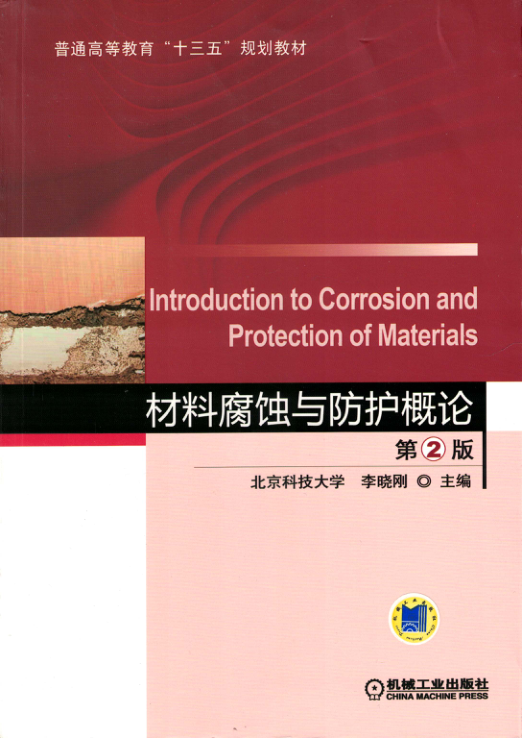 普通高等教育“十三五”规划教材
Introduction to Corrosion and
Protection of Materials
材料腐蚀与防护概论
第2版
北京科技大学 李晓刚 ◎ 主编
机械工业出版社
CHINA MACHINE PRESS